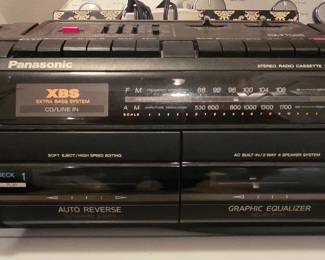 Panasonic
STEREO RADIO CASSETTE
XBS
EXTRA BASS SYSTEM
CD/LINE IN
FM 88 92 96 100 104 108
AM 530 600 800 1000 1400 1700
SCALE
SOFT EJECT/HIGH SPEED EDITING
AC BUILT-IN/2 WAY 4 SPEAKER SYSTEM
DECK 1
PLAY
AUTO REVERSE
GRAPHIC EQUALIZER